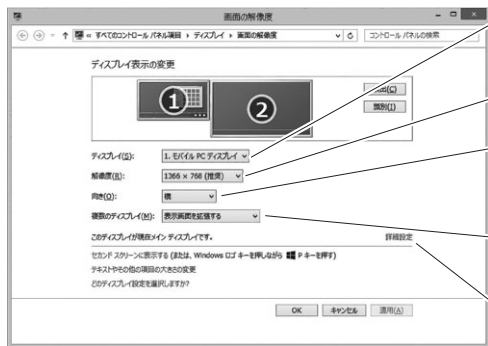 画面の解像度
« すべてのコントロール パネル項目 › ディスプレイ › 画面の解像度
コントロール パネルの検索
ディスプレイ表示の変更
1
2
(C)
識別(I)
ディスプレイ(S): 1. モバイル PC ディスプレイ
解像度(R): 1366 × 768 (推奨)
向き(O): 横
複数のディスプレイ(M): 表示画面を拡張する
このディスプレイが現在メイン ディスプレイです。 詳細設定
セカンド スクリーンに表示する (または、Windows ロゴ キーを押しながら P キーを押す)
テキストやその他の項目の大きさの変更
どのディスプレイ設定を選択しますか?
OK キャンセル 適用(A)